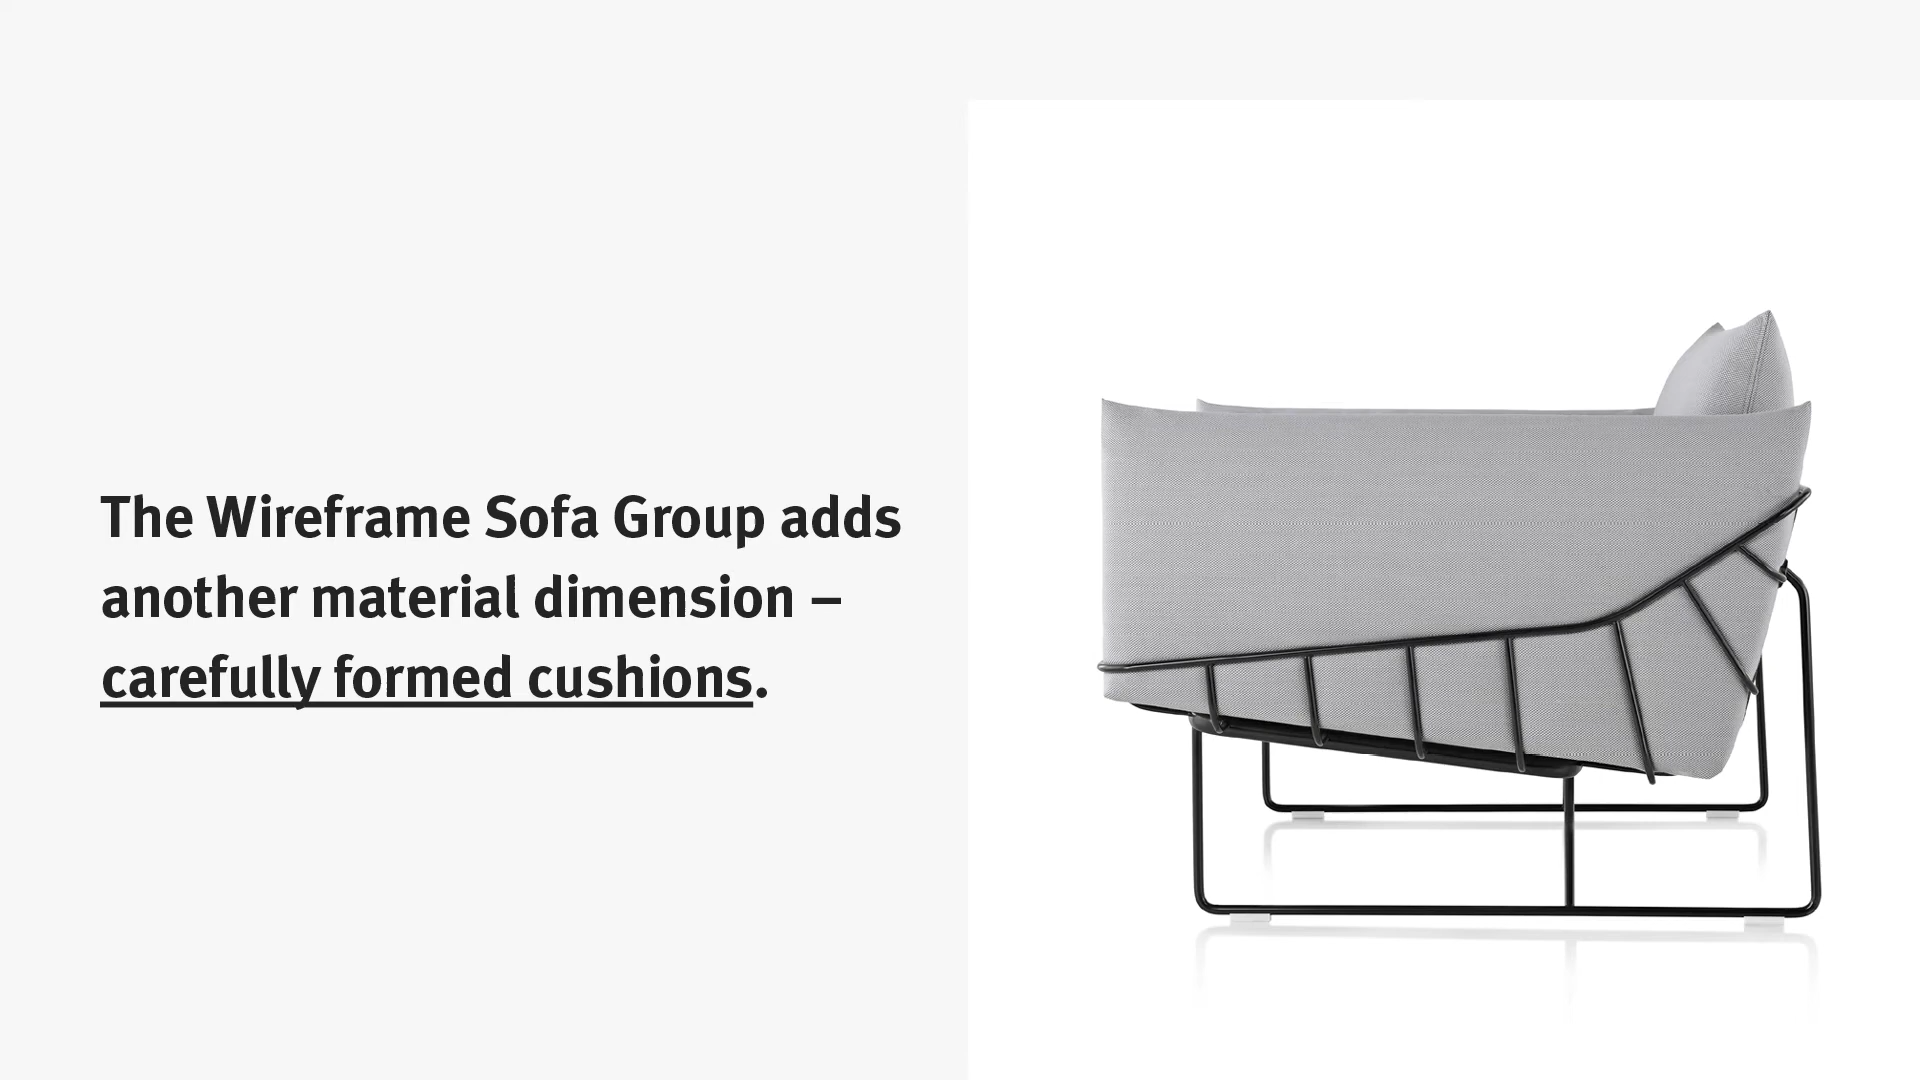 The Wireframe Sofa Group adds
another material dimension –
carefully formed cushions.